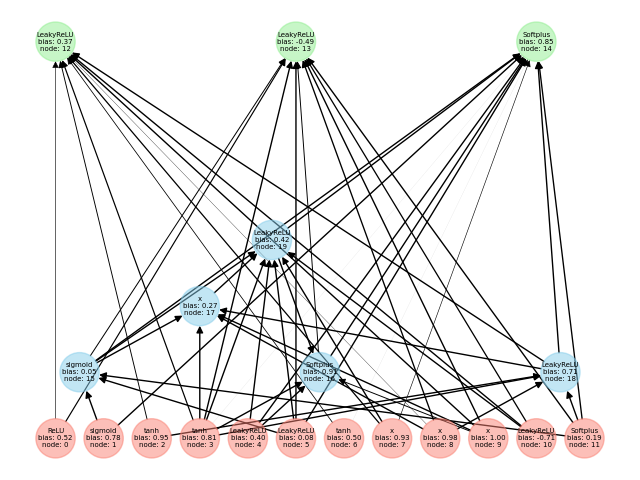 LeakyReLU
bias: 0.37
node: 12
LeakyReLU
bias: -0.49
node: 13
Softplus
bias: 0.85
node: 14
LeakyReLU
bias: 0.42
node: 19
x
bias: 0.27
node: 17
sigmoid
bias: 0.05
node: 15
Softplus
bias: 0.91
node: 16
LeakyReLU
bias: 0.71
node: 18
ReLU
bias: 0.52
node: 0
sigmoid
bias: 0.78
node: 1
tanh
bias: 0.95
node: 2
tanh
bias: 0.81
node: 3
LeakyReLU
bias: 0.40
node: 4
LeakyReLU
bias: 0.08
node: 5
tanh
bias: 0.50
node: 6
x
bias: 0.93
node: 7
x
bias: 0.98
node: 8
x
bias: 1.00
node: 9
LeakyReLU
bias: -0.71
node: 10
Softplus
bias: 0.19
node: 11